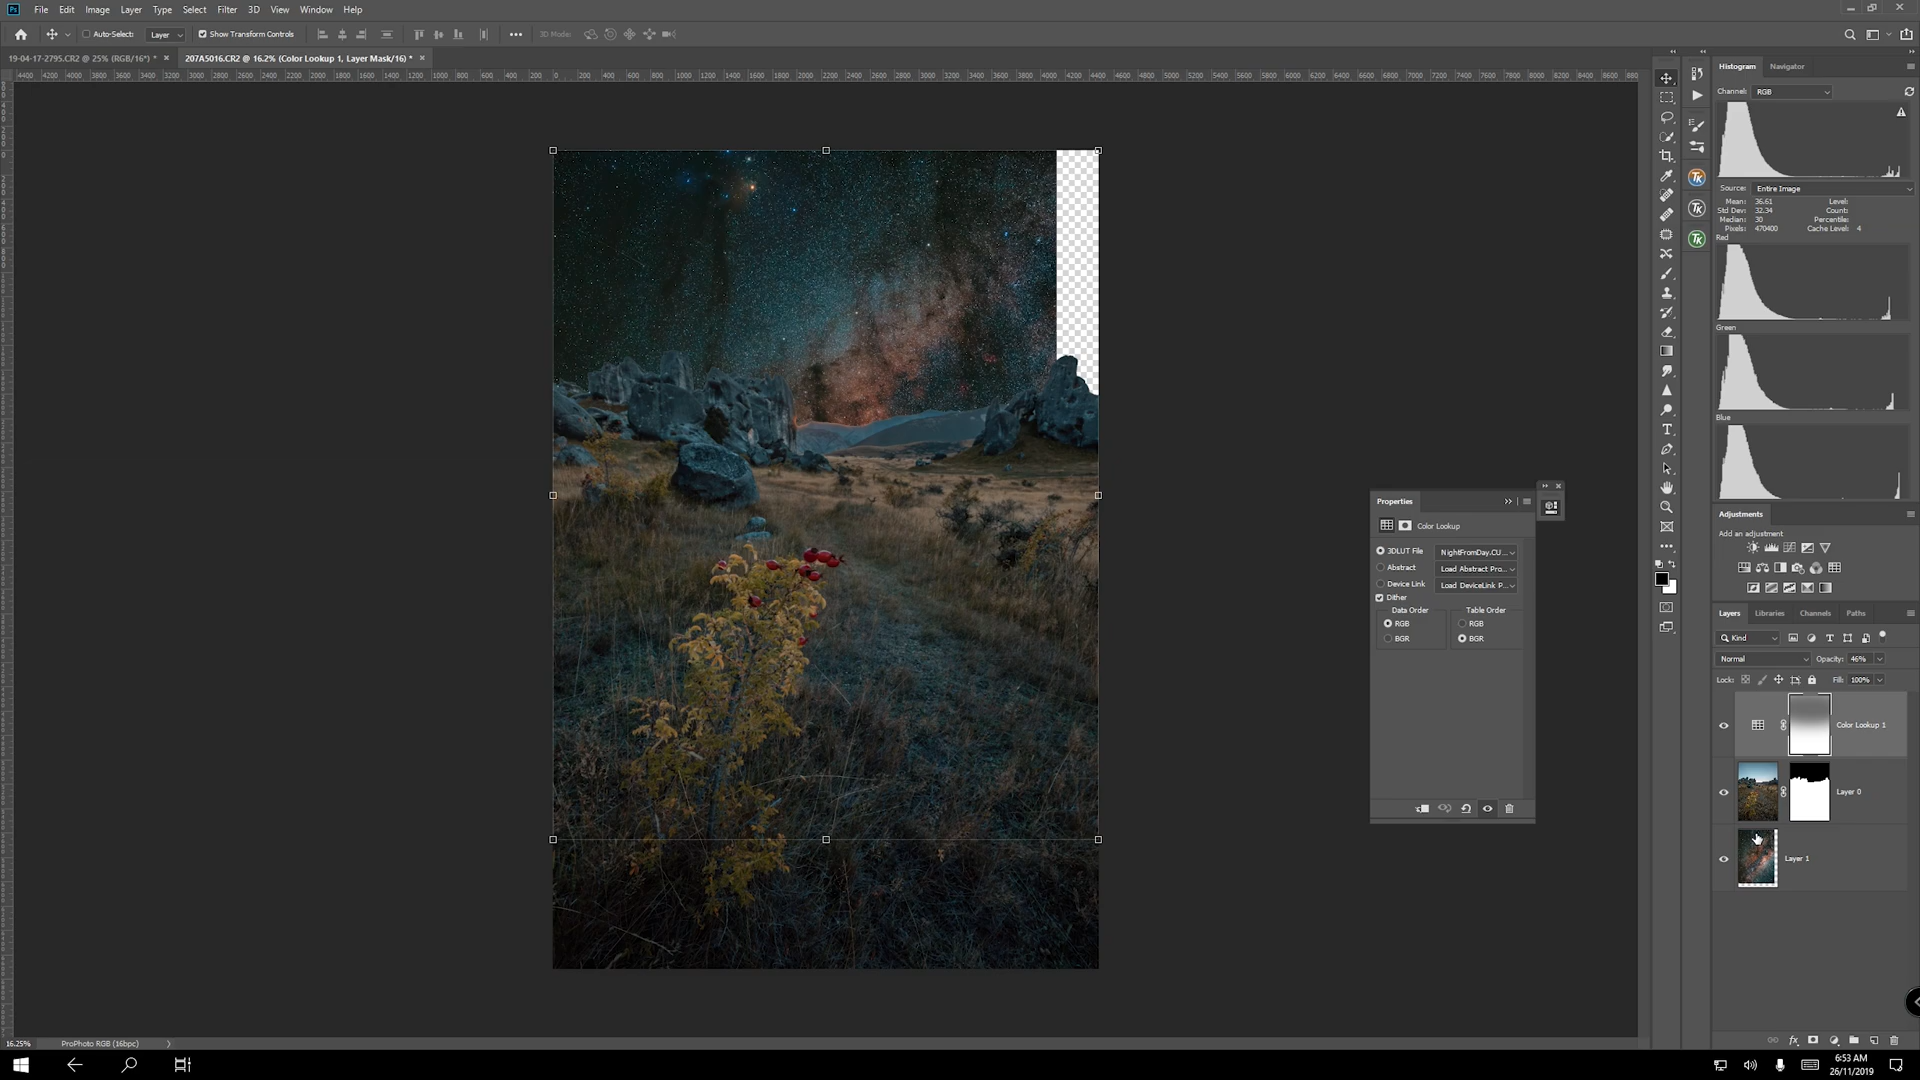 Ps File Edit Image Layer Type Select Filter 3D View Window Help
Auto-Select: Layer Show Transform Controls 3D Mode:
19-04-17-2795.CR2 @ 25% (RGB/16*) * × 207A5016.CR2 @ 16.2% (Color Lookup 1, Layer Mask/16) * ×
Histogram Navigator
Channel: RGB
Source: Entire Image
Mean: 36.61 Level:
Std Dev: 32.34 Count:
Median: 30 Percentile:
Pixels: 470400 Cache Level: 4
Red
Green
Blue
TK
TK
TK
Properties
Color Lookup
3DLUT File NightFromDay.CU...
Abstract Load Abstract Pro...
Device Link Load DeviceLink P...
Dither
Data Order Table Order
RGB RGB
BGR BGR
Adjustments
Add an adjustment
Layers Libraries Channels Paths
Kind
Normal Opacity: 46%
Lock: Fill: 100%
Color Lookup 1
Layer 0
Layer 1
16.25% ProPhoto RGB (16bpc)
6:53 AM
26/11/2019